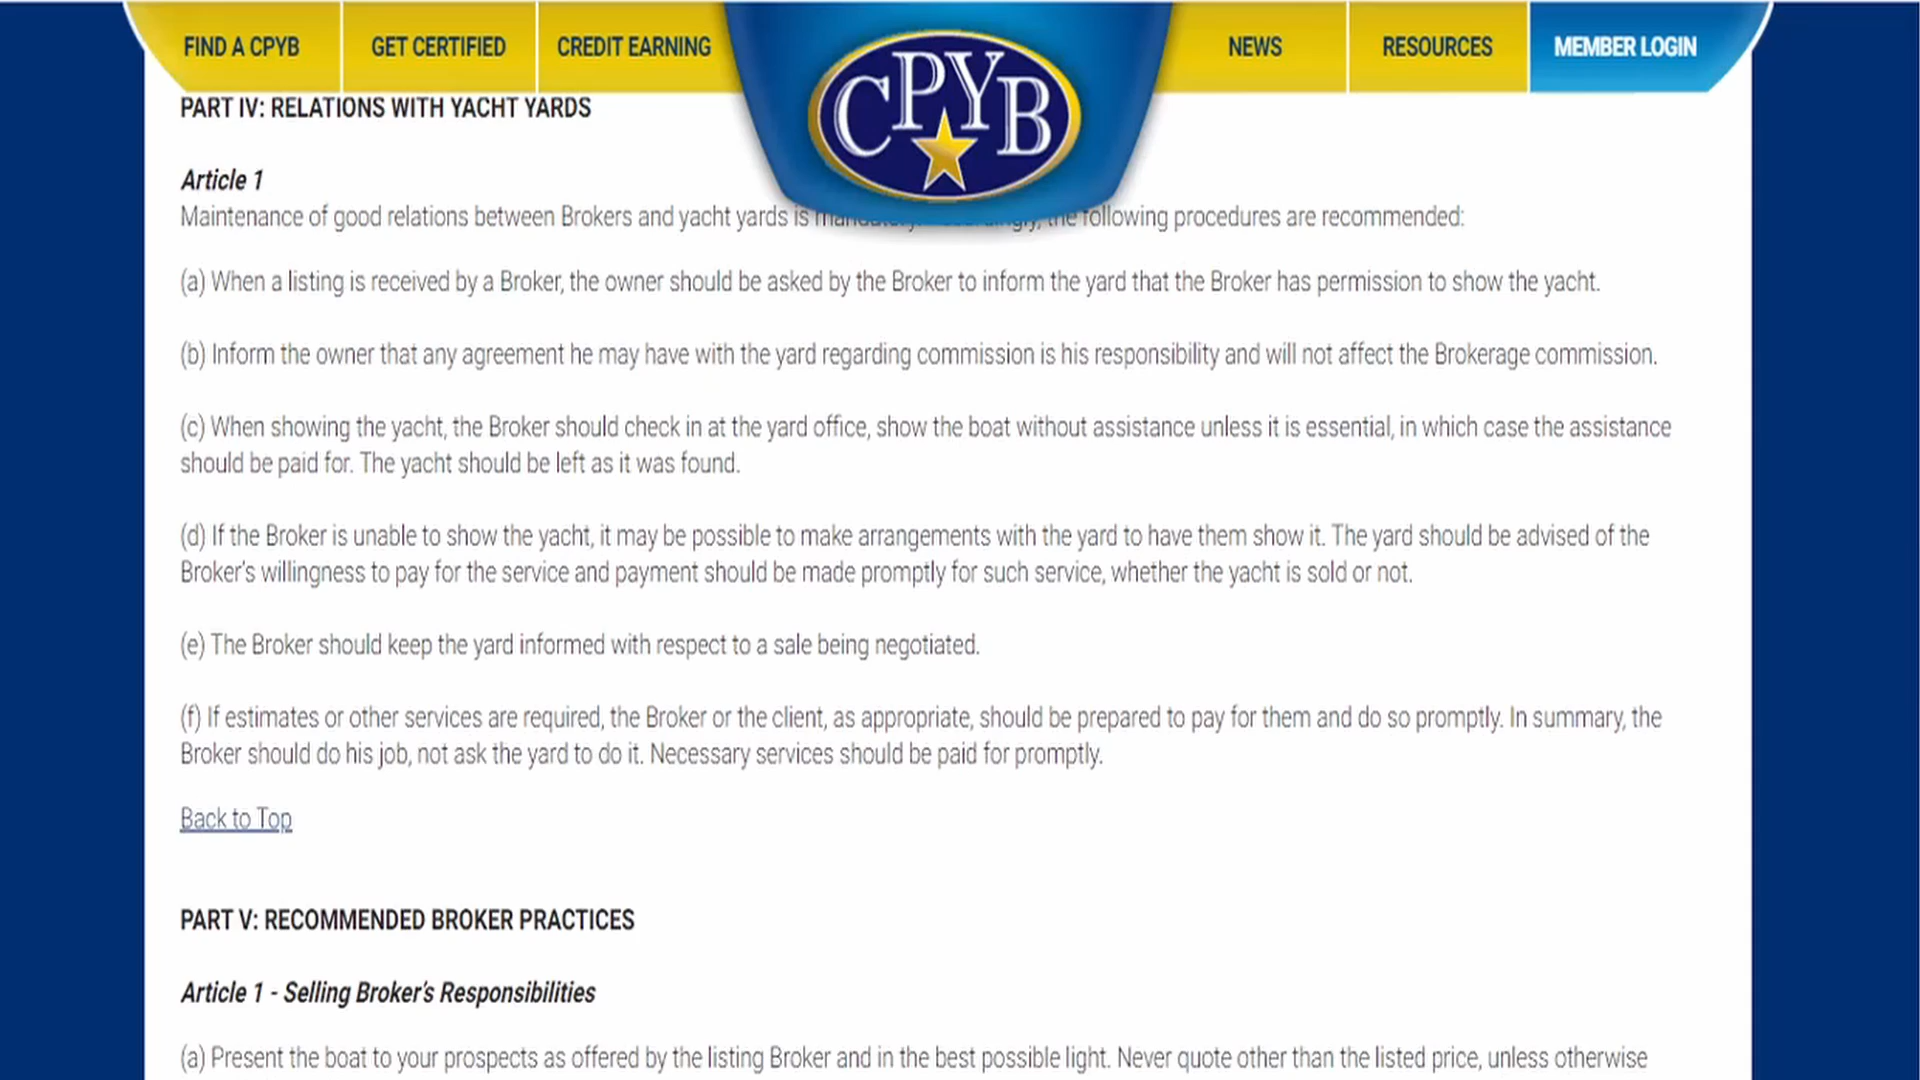 FIND A CPYB
GET CERTIFIED
CREDIT EARNING
CPYB
NEWS
RESOURCES
MEMBER LOGIN
PART IV: RELATIONS WITH YACHT YARDS
Article 1
Maintenance of good relations between Brokers and yacht yards is the following procedures are recommended:
(a) When a listing is received by a Broker, the owner should be asked by the Broker to inform the yard that the Broker has permission to show the yacht.
(b) Inform the owner that any agreement he may have with the yard regarding commission is his responsibility and will not affect the Brokerage commission.
(c) When showing the yacht, the Broker should check in at the yard office, show the boat without assistance unless it is essential, in which case the assistance
should be paid for. The yacht should be left as it was found.
(d) If the Broker is unable to show the yacht, it may be possible to make arrangements with the yard to have them show it. The yard should be advised of the
Broker's willingness to pay for the service and payment should be made promptly for such service, whether the yacht is sold or not.
(e) The Broker should keep the yard informed with respect to a sale being negotiated.
(f) If estimates or other services are required, the Broker or the client, as appropriate, should be prepared to pay for them and do so promptly. In summary, the
Broker should do his job, not ask the yard to do it. Necessary services should be paid for promptly.
Back to Top
PART V: RECOMMENDED BROKER PRACTICES
Article 1 - Selling Broker's Responsibilities
(a) Present the boat to your prospects as offered by the listing Broker and in the best possible light. Never quote other than the listed price, unless otherwise